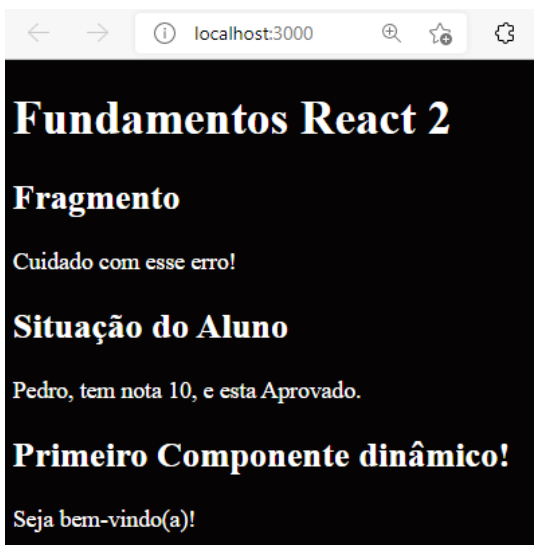 localhost:3000
Fundamentos React 2
Fragmento
Cuidado com esse erro!
Situação do Aluno
Pedro, tem nota 10, e esta Aprovado.
Primeiro Componente dinâmico!
Seja bem-vindo(a)!